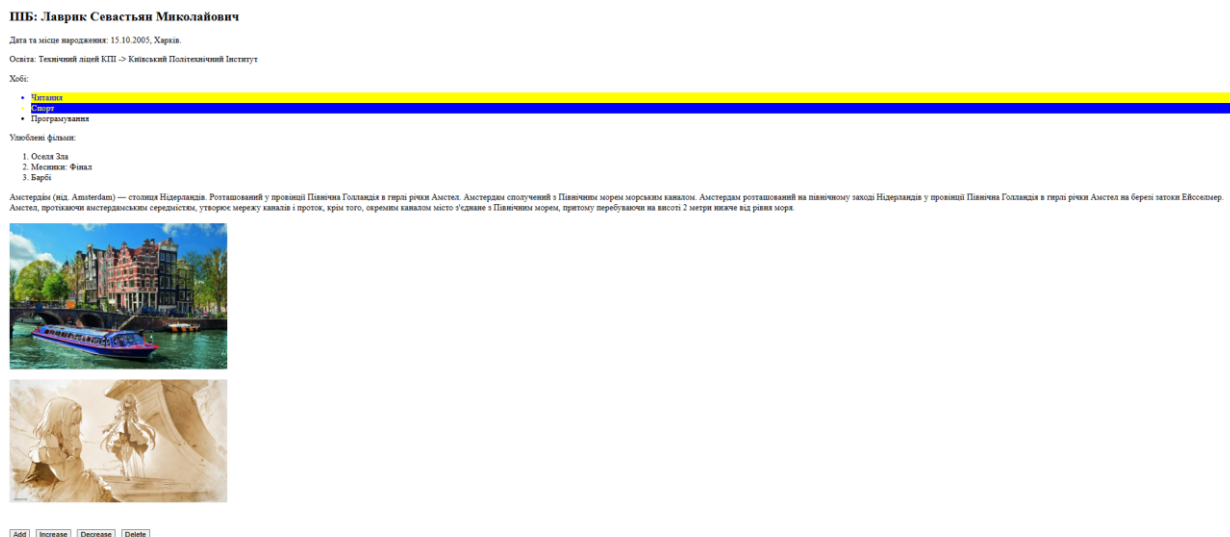 ПІБ: Лаврик Севастьян Миколайович
Дата та місце народження: 15.10.2005, Харків.
Освіта: Технічний ліцей КПІ -> Київський Політехнічний Інститут
Хобі:
• Читання
• Спорт
• Програмування
Улюблені фільми:
1. Оселя Зла
2. Месники: Фінал
3. Барбі
Амстерда́м (нід. Amsterdam) — столиця Нідерландів. Розташований у провінції Північна Голландія в гирлі річки Амстел. Амстердам сполучений з Північним морем морським каналом. Амстердам розташований на північному заході Нідерландів у провінції Північна Голландія в гирлі річки Амстел на березі затоки Ейсселмер.
Амстел, протікаючи амстердамським середмістям, утворює мережу каналів і проток, крім того, окремим каналом місто з'єднане з Північним морем, притому перебуваючи на висоті 2 метри нижче від рівня моря.
Add Increase Decrease Delete